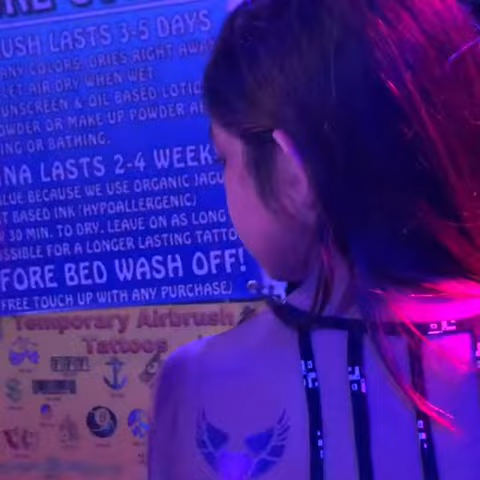 USH LASTS 3-5 DAYS
ANY COLORS. DRIES RIGHT AWAY
LET AIR DRY WHEN WET
UNSCREEN & OIL BASED LOTIO
OWDER OR MAKE UP POWDER
ING OR BATHING.
NA LASTS 2-4 WEEK
BECAUSE WE USE ORGANIC JAGU
T BASED INK (HYPOALLERGENIC)
30 MIN. TO DRY. LEAVE ON AS LONG
SSIBLE FOR A LONGER LASTING TATTO
FORE BED WASH OFF!
FREE TOUCH UP WITH ANY PURCHASE)
Temporary Airbrush
Tattoos